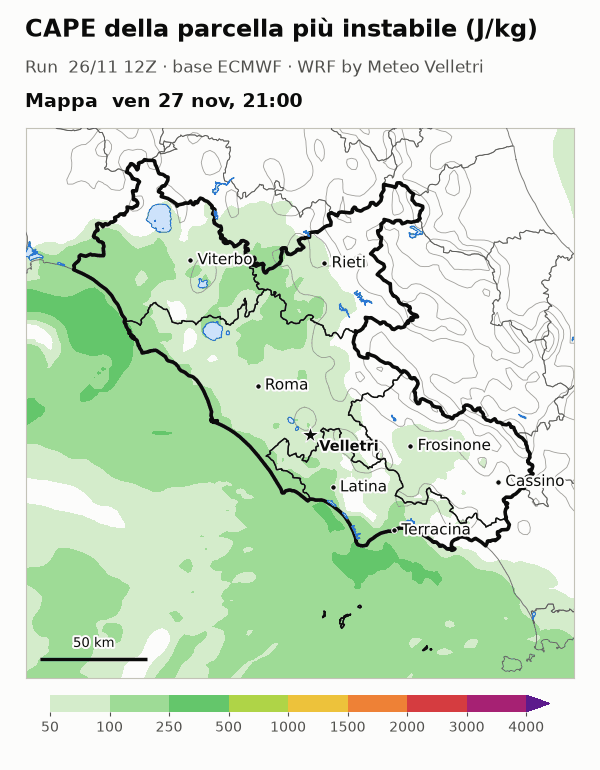 CAPE della parcella più instabile (J/kg)
Run  26/11 12Z · base ECMWF · WRF by Meteo Velletri
Mappa  ven 27 nov, 21:00
Viterbo
Rieti
Roma
Velletri
Frosinone
Latina
Cassino
Terracina
50 km
50 100 250 500 1000 1500 2000 3000 4000